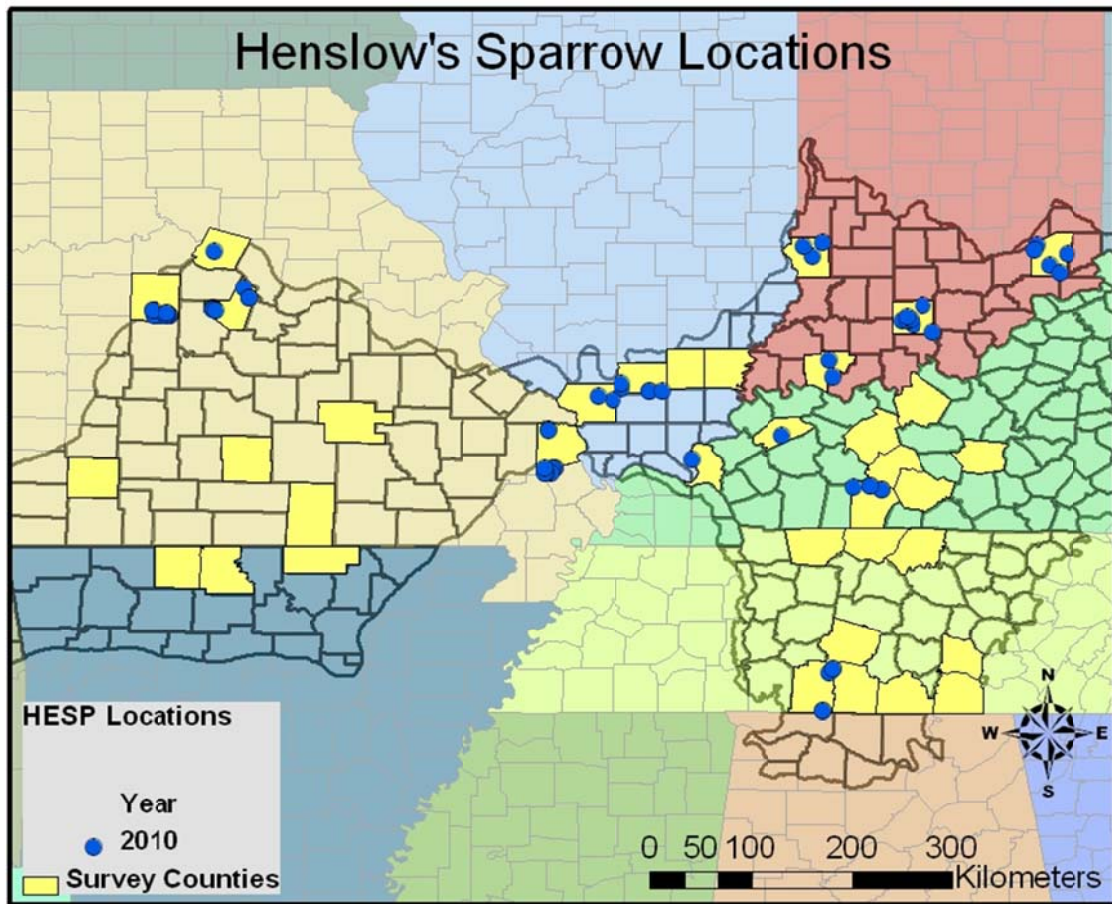 Henslow's Sparrow Locations
HESP Locations
Year
2010
Survey Counties
N
W E
S
0 50 100 200 300
Kilometers